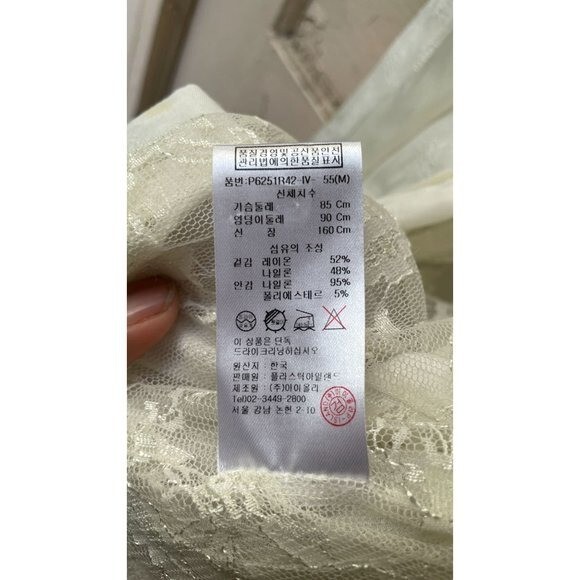 품질경영및공산품안전
관리법에의한품질표시
품번:P6251R42-IV- 55(M)
신체치수
가슴둘레 85 Cm
엉덩이둘레 90 Cm
신 장 160 Cm
섬유의 조성
겉감 레이온 52%
나일론 48%
안감 나일론 95%
폴리에스테르 5%
이 상품은 단독
드라이크리닝하십시오
원산지 : 한국
판매원 : 플라스틱아일랜드
제조원 : (주)아이올리
Tel002-3449-2800
서울 강남 논현 2-10